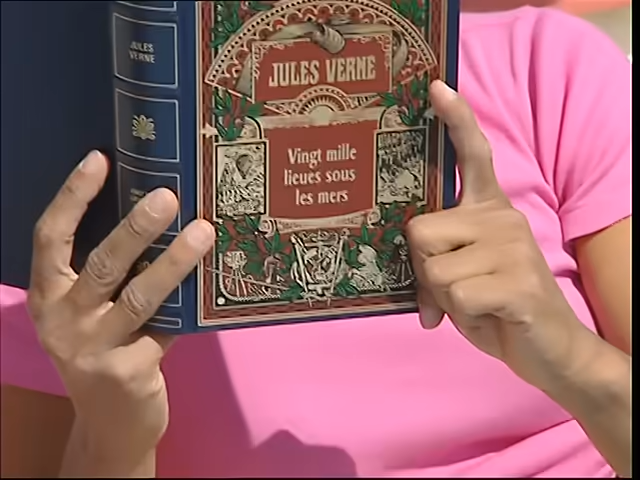 JULES
VERNE
JULES VERNE
Vingt mille
lieues sous
les mers